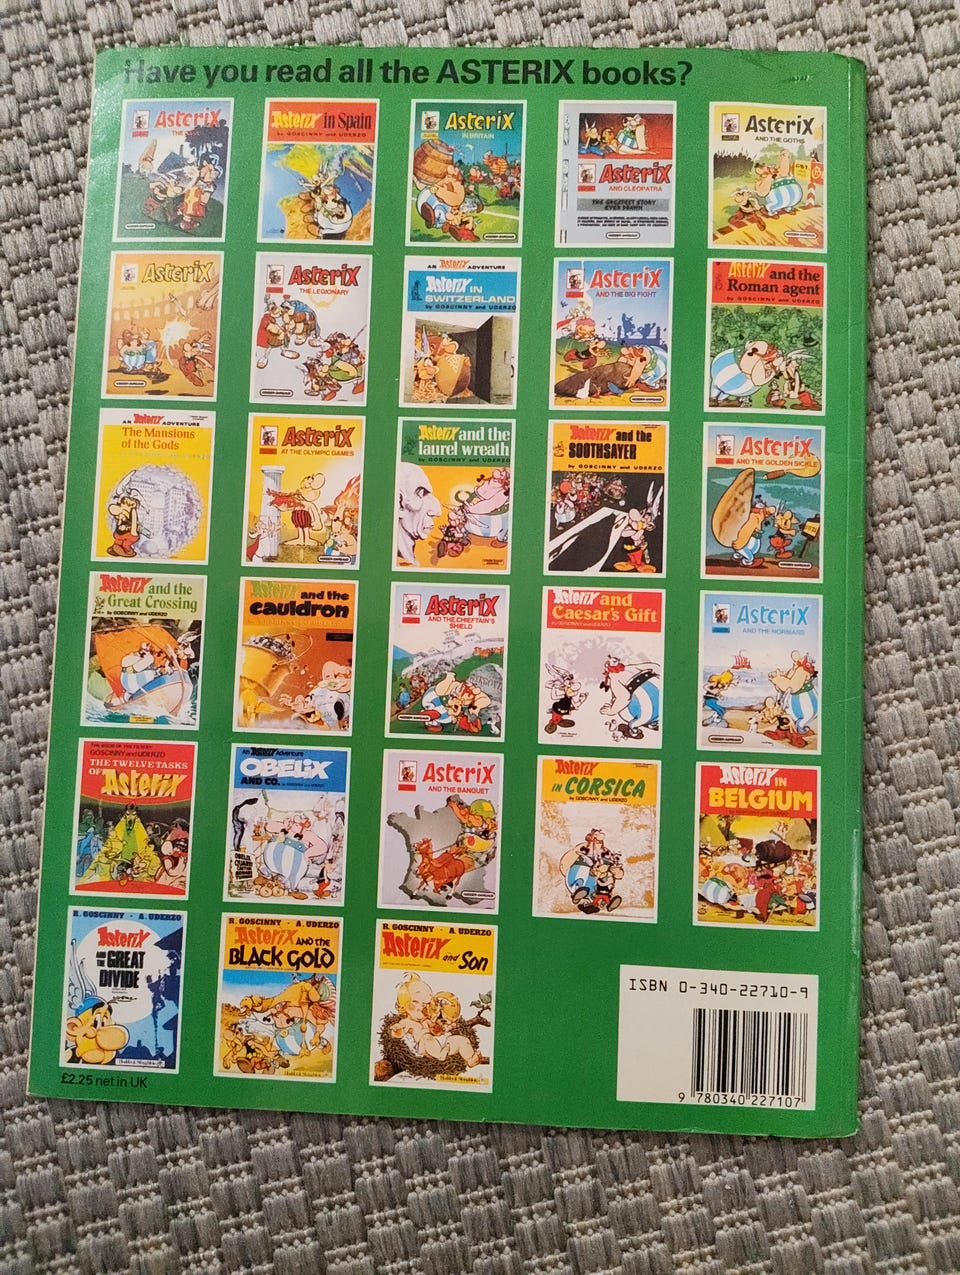 Have you read all the ASTERIX books?
Asterix
THE GAUL
Asterix in Spain
by GOSCINNY and UDERZO
Asterix
IN BRITAIN
Asterix
AND CLEOPATRA
THE GREATEST STORY
EVER DRAWN
Asterix
AND THE GOTHS
Asterix
Asterix
THE LEGIONARY
AN Asterix ADVENTURE
Asterix IN
SWITZERLAND
by GOSCINNY and UDERZO
Asterix
AND THE BIG FIGHT
Asterix and the
Roman agent
by GOSCINNY and UDERZO
AN Asterix ADVENTURE
The Mansions
of the Gods
Asterix
AT THE OLYMPIC GAMES
Asterix and the
laurel wreath
by GOSCINNY and UDERZO
Asterix and the
SOOTHSAYER
by GOSCINNY and UDERZO
Asterix
AND THE GOLDEN SICKLE
Asterix and the
Great Crossing
by GOSCINNY and UDERZO
Asterix and the
cauldron
Asterix
AND THE CHIEFTAIN'S
SHIELD
Asterix and
Caesar's Gift
by GOSCINNY and UDERZO
Asterix
AND THE NORMANS
THE BOOK OF THE FILM BY
GOSCINNY and UDERZO
THE TWELVE TASKS
OF Asterix
An Asterix Adventure
OBELIX
AND CO.
Asterix
AND THE BANQUET
Asterix
IN CORSICA
by GOSCINNY and UDERZO
Asterix IN
BELGIUM
R. GOSCINNY · A. UDERZO
Asterix
AND THE GREAT
DIVIDE
R. GOSCINNY · A. UDERZO
Asterix AND THE
BLACK GOLD
R. GOSCINNY · A. UDERZO
Asterix and Son
£2.25 net in UK
ISBN 0-340-22710-9
9 780340 227107